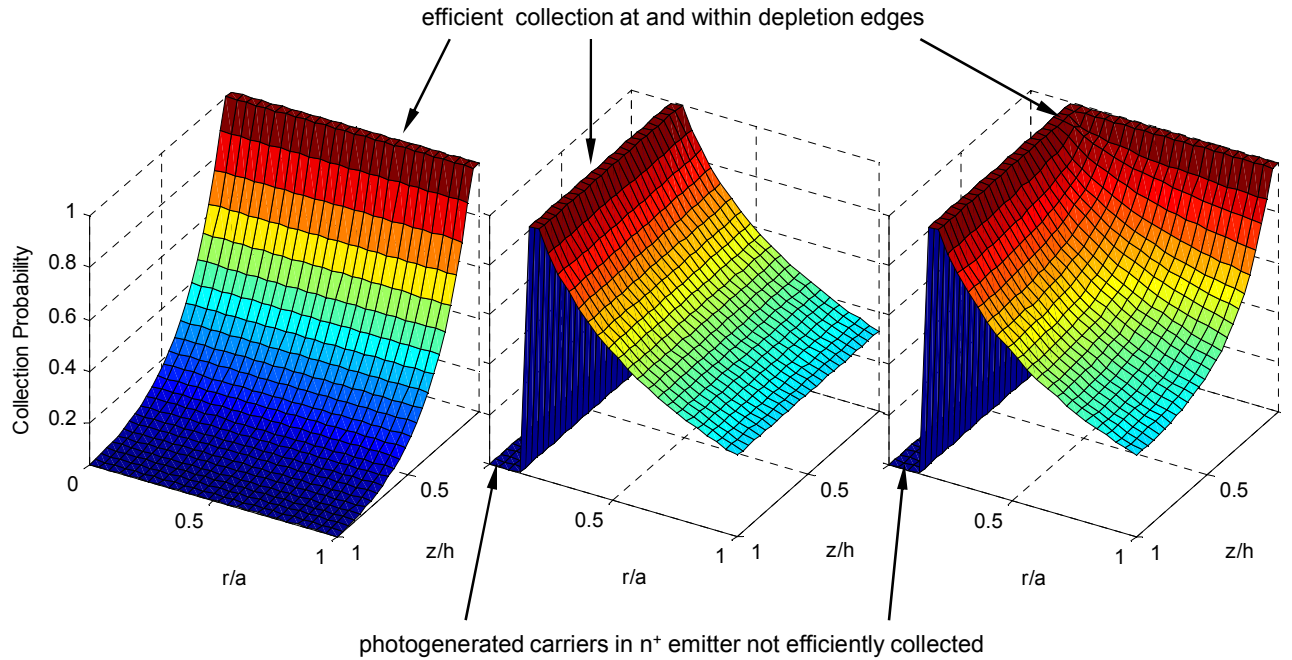 efficient collection at and within depletion edges
Collection Probability
1
0.8
0.6
0.4
0.2
0
0.5
1
r/a
1
0.5
z/h
0.5
1
r/a
1
0.5
z/h
0.5
1
r/a
1
0.5
z/h
photogenerated carriers in n⁺ emitter not efficiently collected